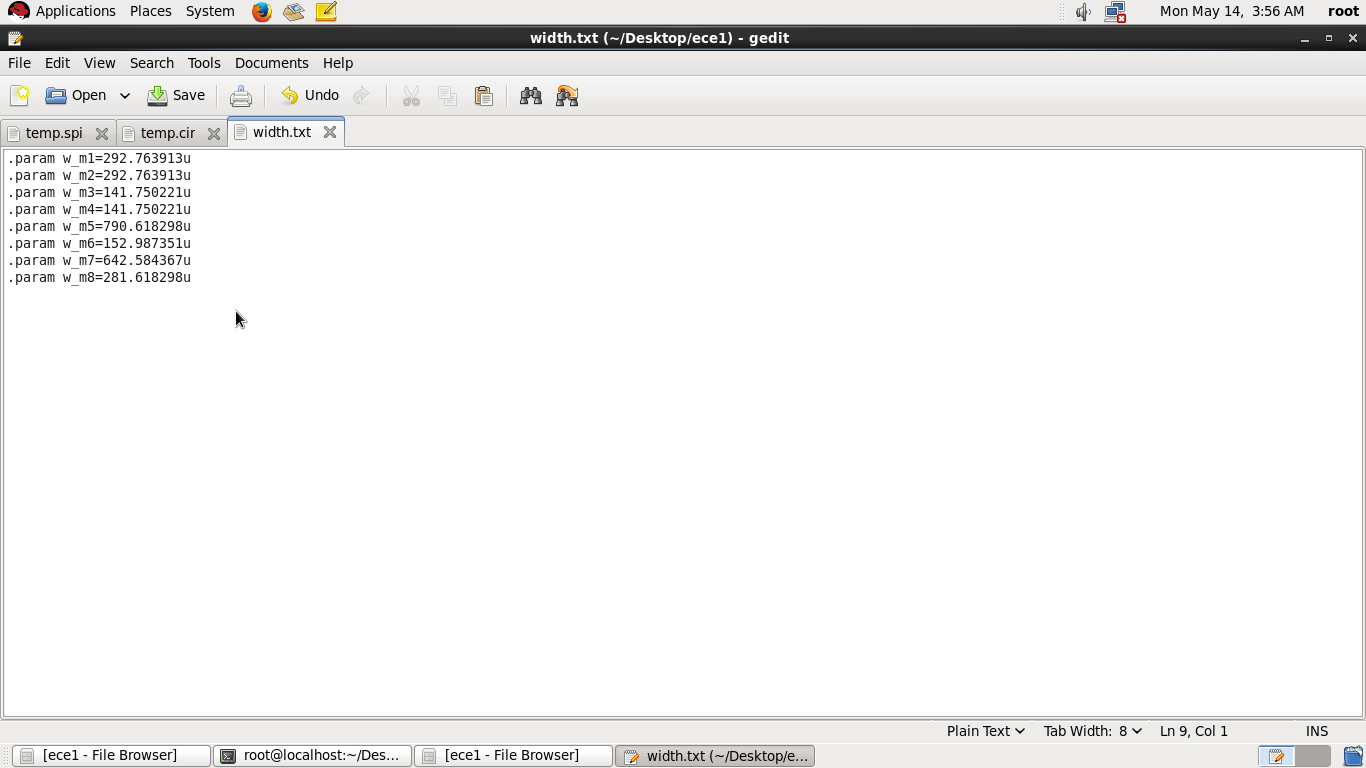 Applications Places System Mon May 14, 3:56 AM root
width.txt (~/Desktop/ece1) - gedit
File Edit View Search Tools Documents Help
Open Save Undo
temp.spi temp.cir width.txt
.param w_m1=292.763913u
.param w_m2=292.763913u
.param w_m3=141.750221u
.param w_m4=141.750221u
.param w_m5=790.618298u
.param w_m6=152.987351u
.param w_m7=642.584367u
.param w_m8=281.618298u
Plain Text Tab Width: 8 Ln 9, Col 1 INS
[ece1 - File Browser] root@localhost:~/Des... [ece1 - File Browser] width.txt (~/Desktop/e...